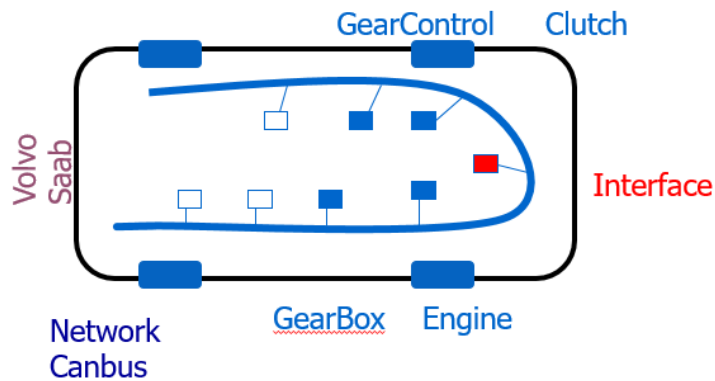 GearControl Clutch
Volvo
Saab
Interface
GearBox Engine
Network
Canbus